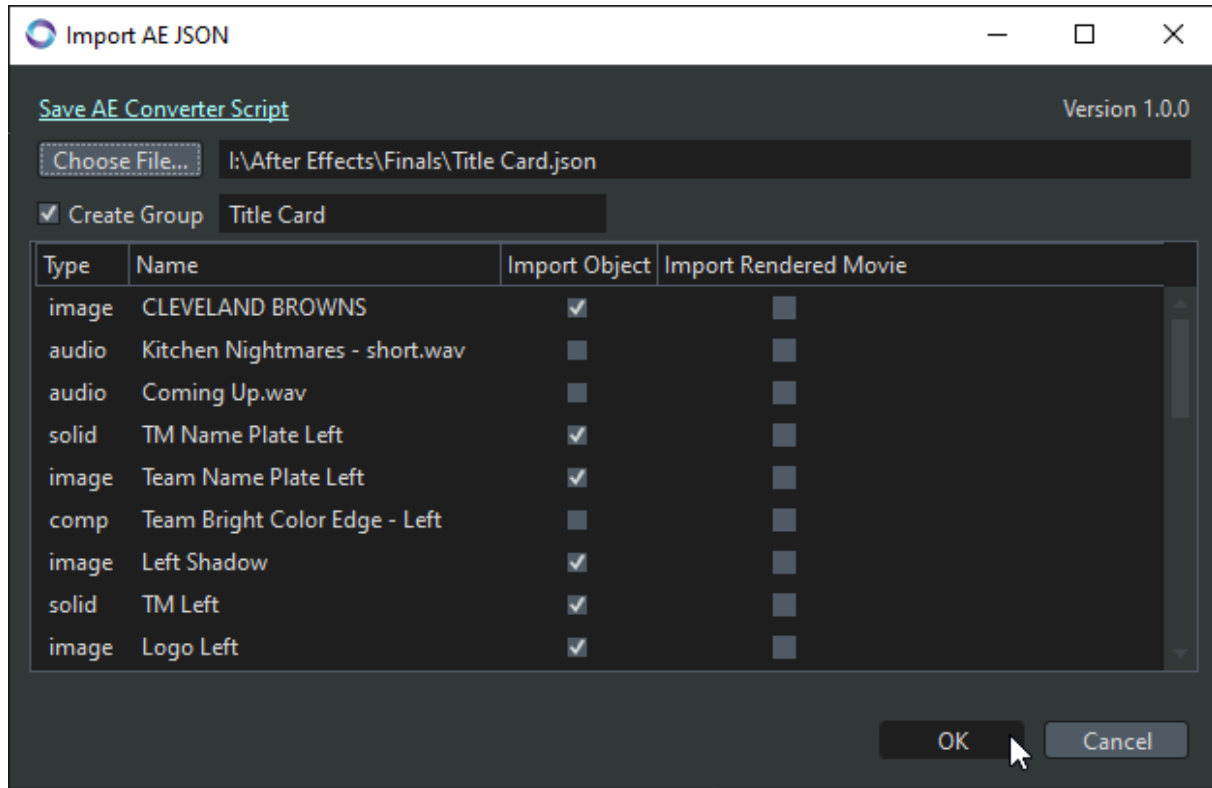 Import AE JSON
Save AE Converter Script Version 1.0.0
Choose File... I:\After Effects\Finals\Title Card.json
Create Group Title Card
Type Name Import Object Import Rendered Movie
image CLEVELAND BROWNS
audio Kitchen Nightmares - short.wav
audio Coming Up.wav
solid TM Name Plate Left
image Team Name Plate Left
comp Team Bright Color Edge - Left
image Left Shadow
solid TM Left
image Logo Left
OK Cancel